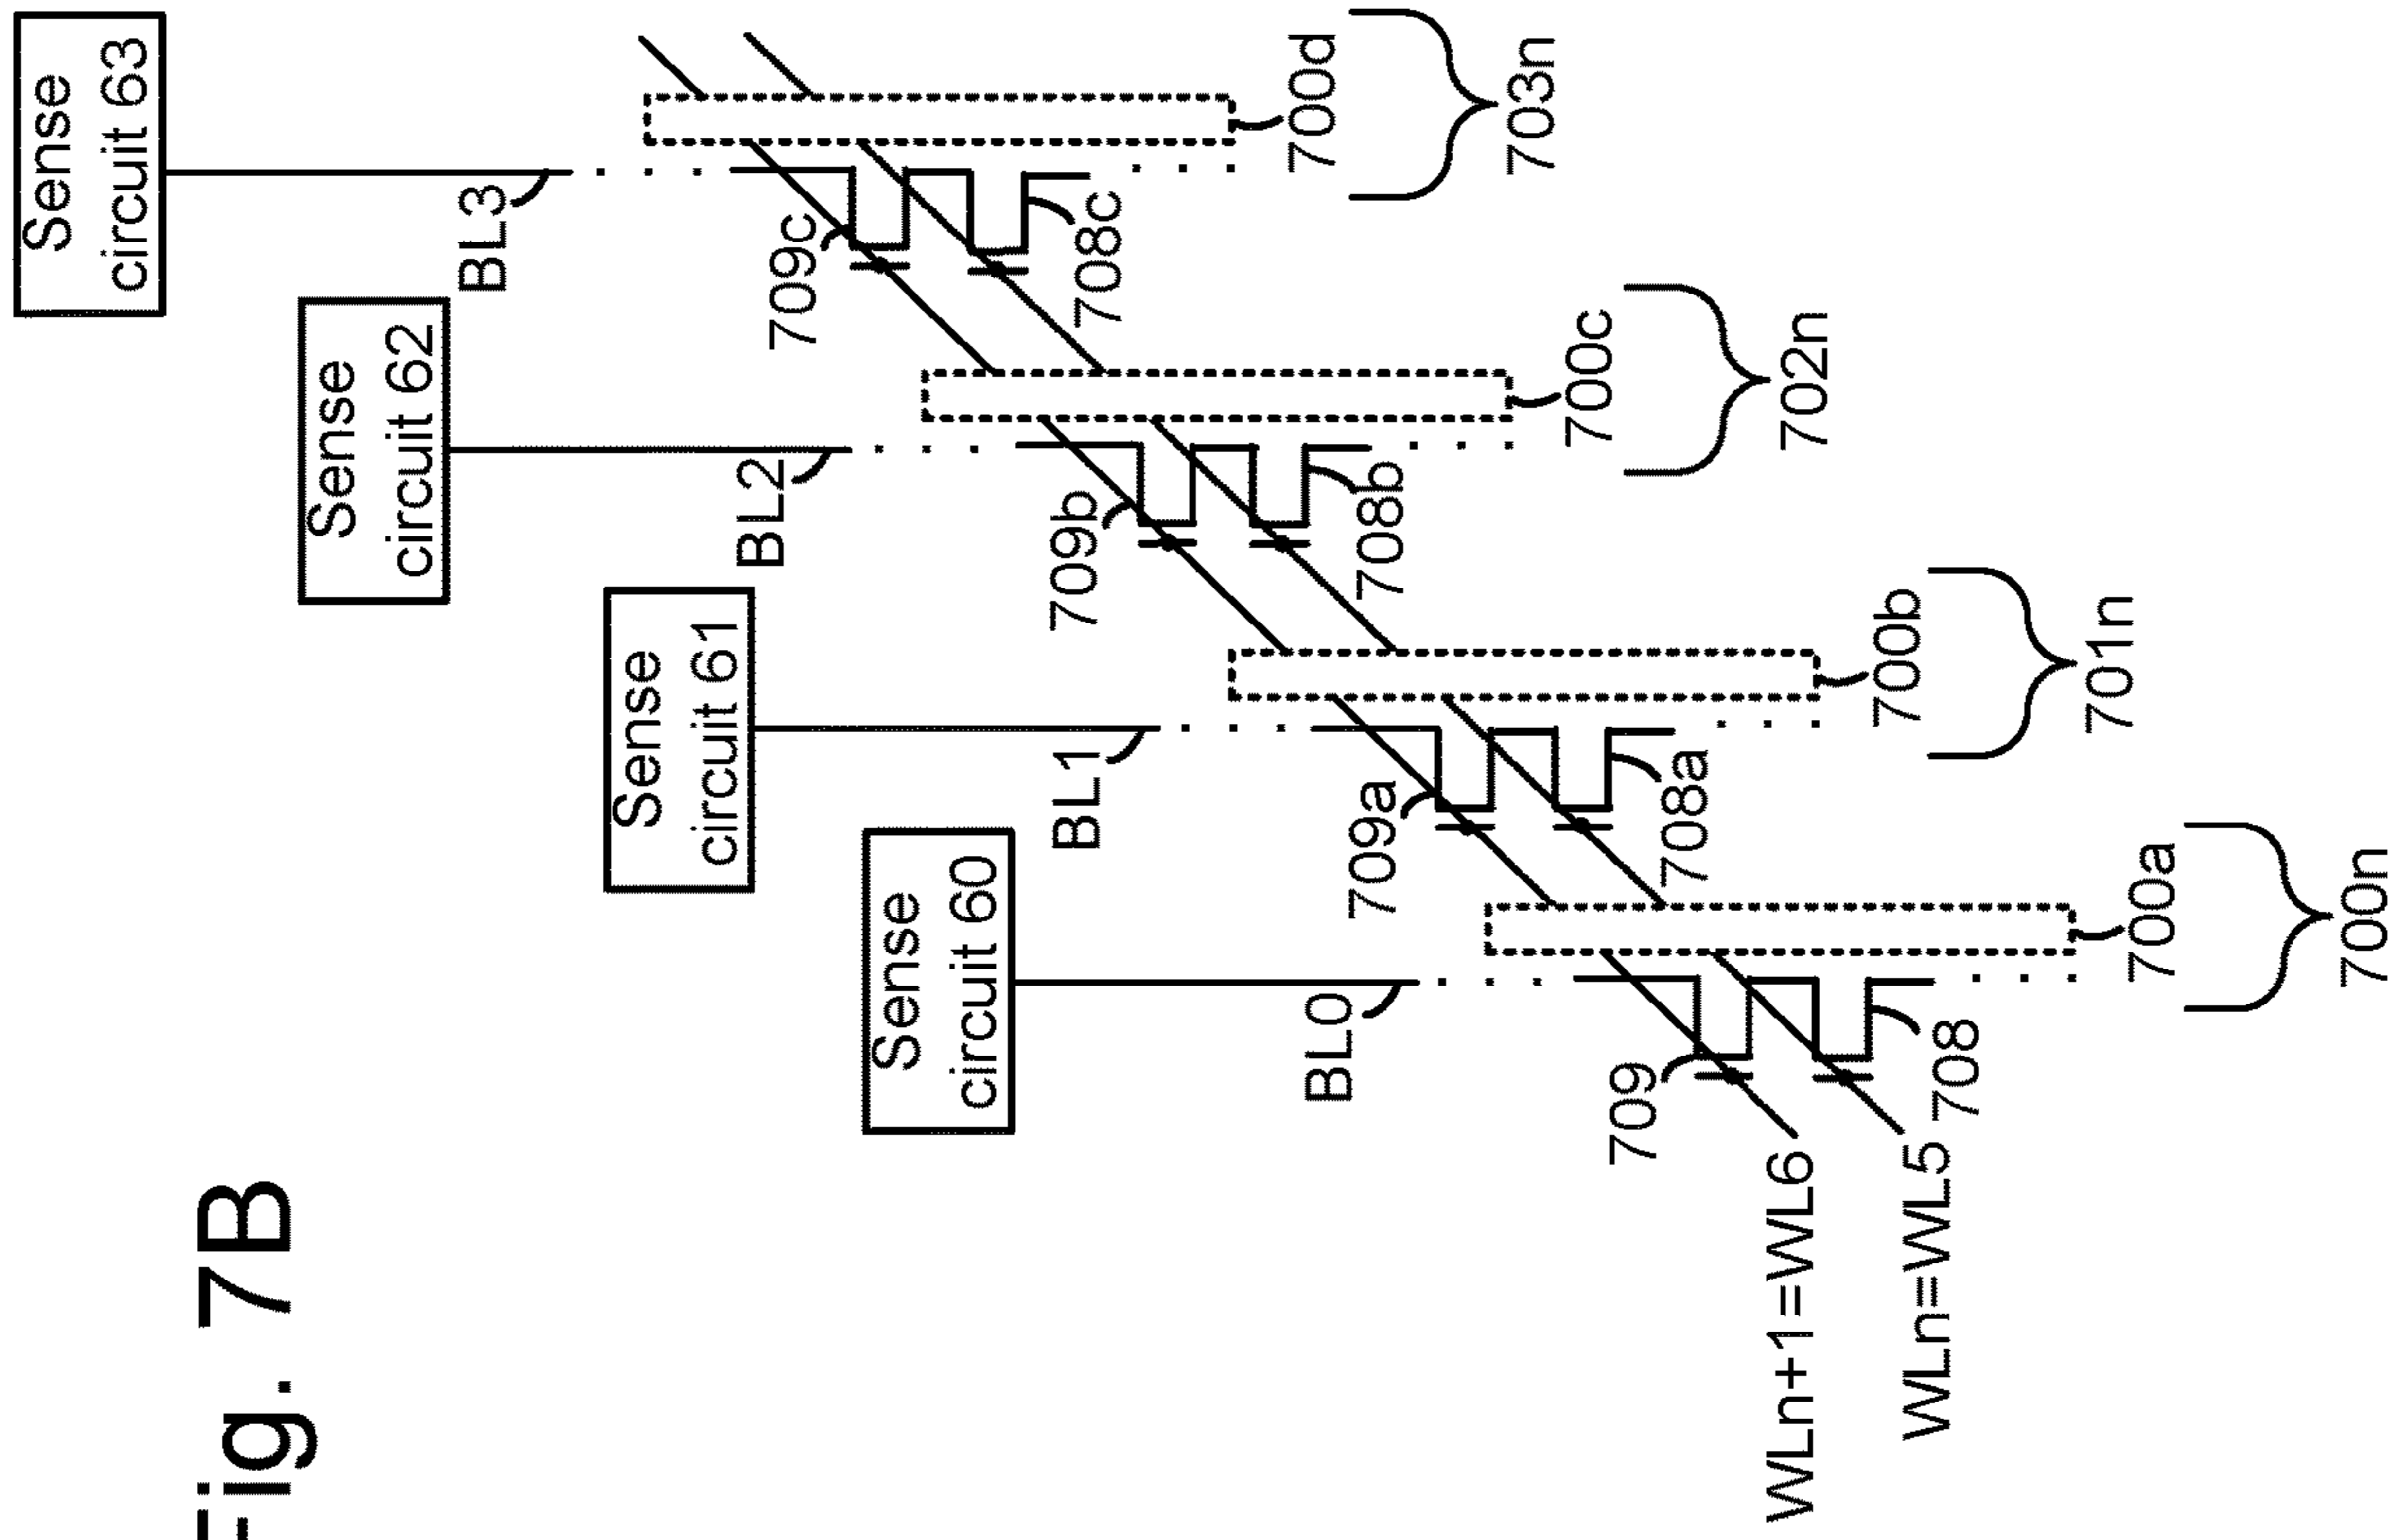 Fig. 7B
Sense
circuit 60
Sense
circuit 61
Sense
circuit 62
Sense
circuit 63
BL0
BL1
BL2
BL3
709
709a
709b
709c
708
708a
708b
708c
WLn+1=WL6
WLn=WL5
700a
700b
700c
700d
700n
701n
702n
703n